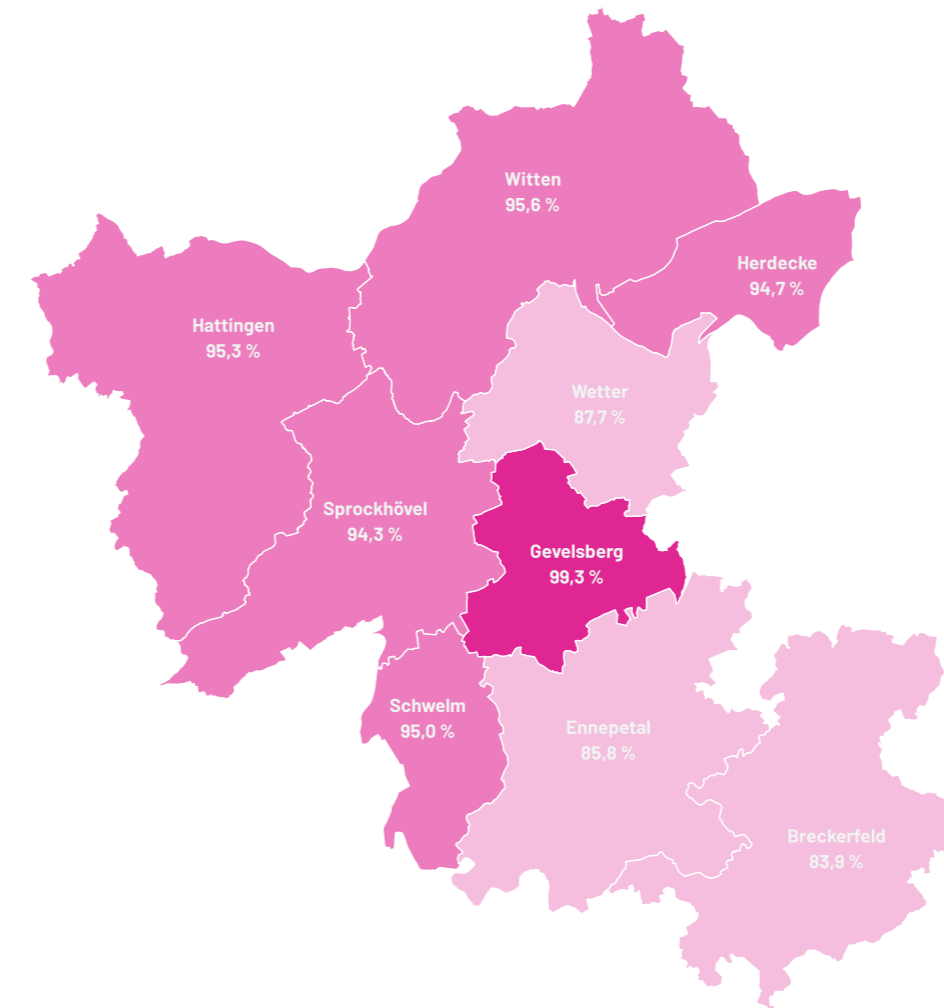 Witten
95,6 %
Herdecke
94,7 %
Hattingen
95,3 %
Wetter
87,7 %
Sprockhövel
94,3 %
Gevelsberg
99,3 %
Schwelm
95,0 %
Ennepetal
85,8 %
Breckerfeld
83,9 %